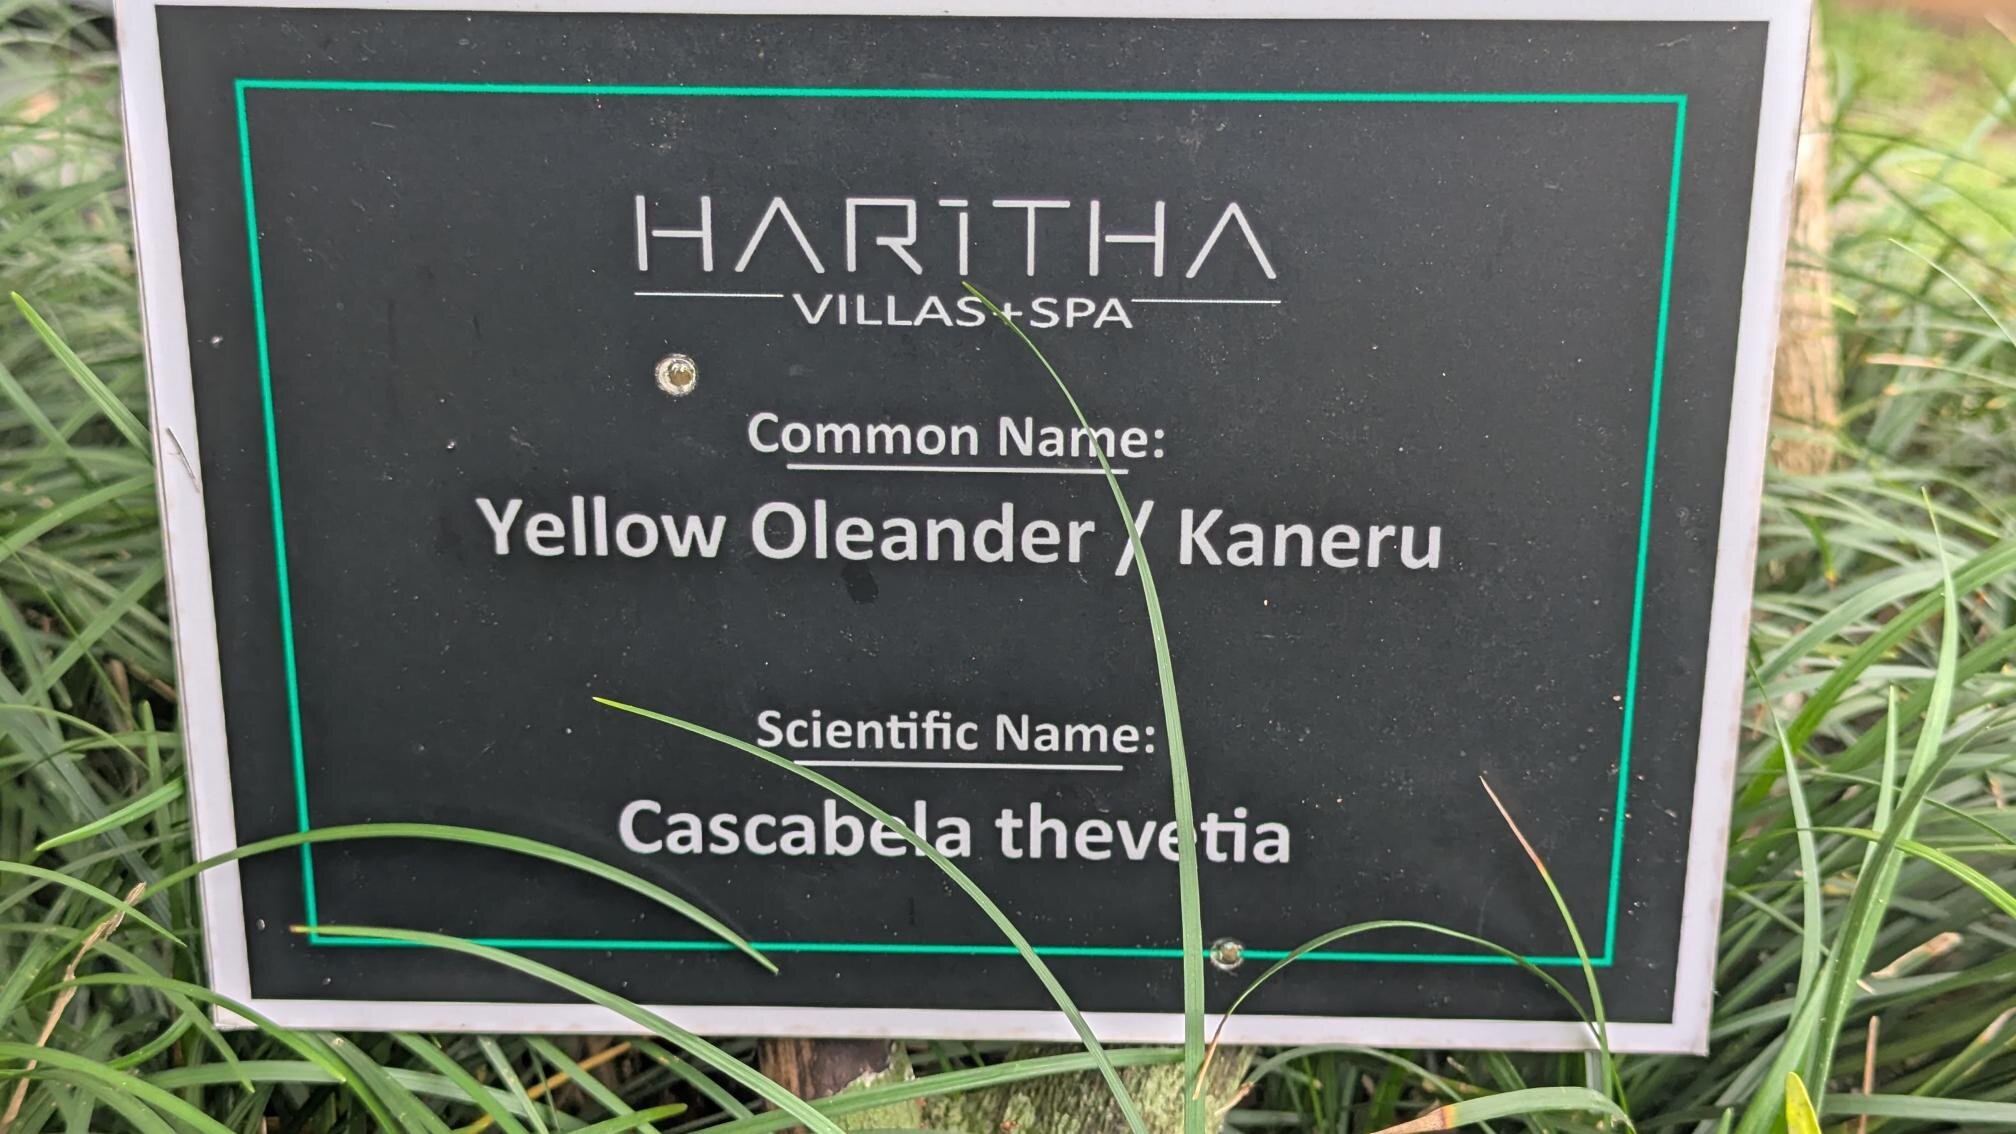 HARITHA
VILLAS+SPA
Common Name:
Yellow Oleander / Kaneru
Scientific Name:
Cascabela thevetia